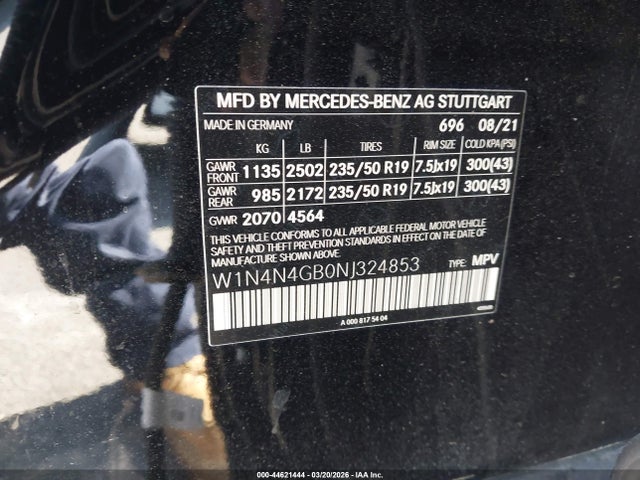 MFD BY MERCEDES-BENZ AG STUTTGART
MADE IN GERMANY 696 08/21
KG LB TIRES RIM SIZE COLD KPA(PSI)
GAWR FRONT 1135 2502 235/50 R19 7.5Jx19 300(43)
GAWR REAR 985 2172 235/50 R19 7.5Jx19 300(43)
GWR 2070 4564
THIS VEHICLE CONFORMS TO ALL APPLICABLE FEDERAL MOTOR VEHICLE
SAFETY, BUMPER, AND THEFT PREVENTION STANDARDS IN EFFECT ON THE DATE OF
MANUFACTURE SHOWN ABOVE.
W1N4N4GB0NJ324853 TYPE: MPV
A 000 817 54 04
000-44621444 - 03/20/2026 - IAA Inc.